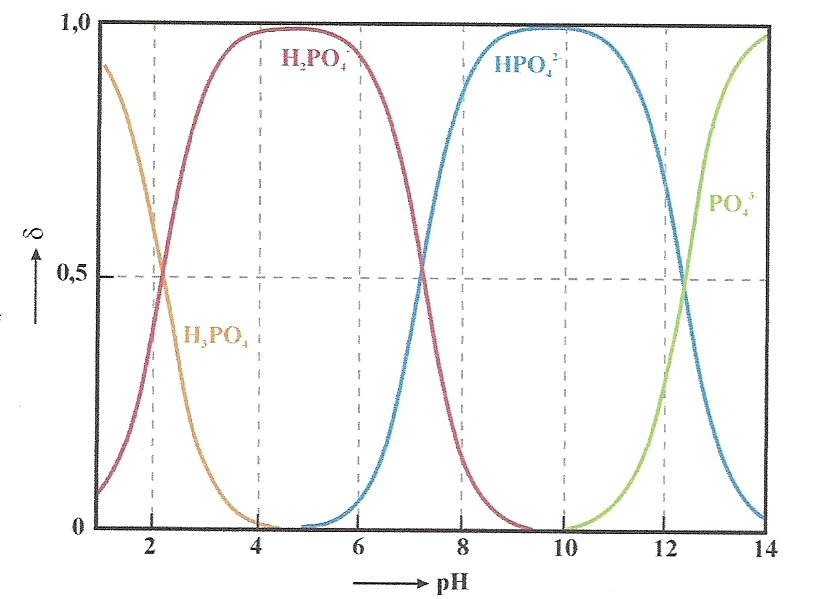 1,0
H₂PO₄⁻
HPO₄²⁻
PO₄³
δ
0,5
H₃PO₄
0
2 4 6 8 10 12 14
pH